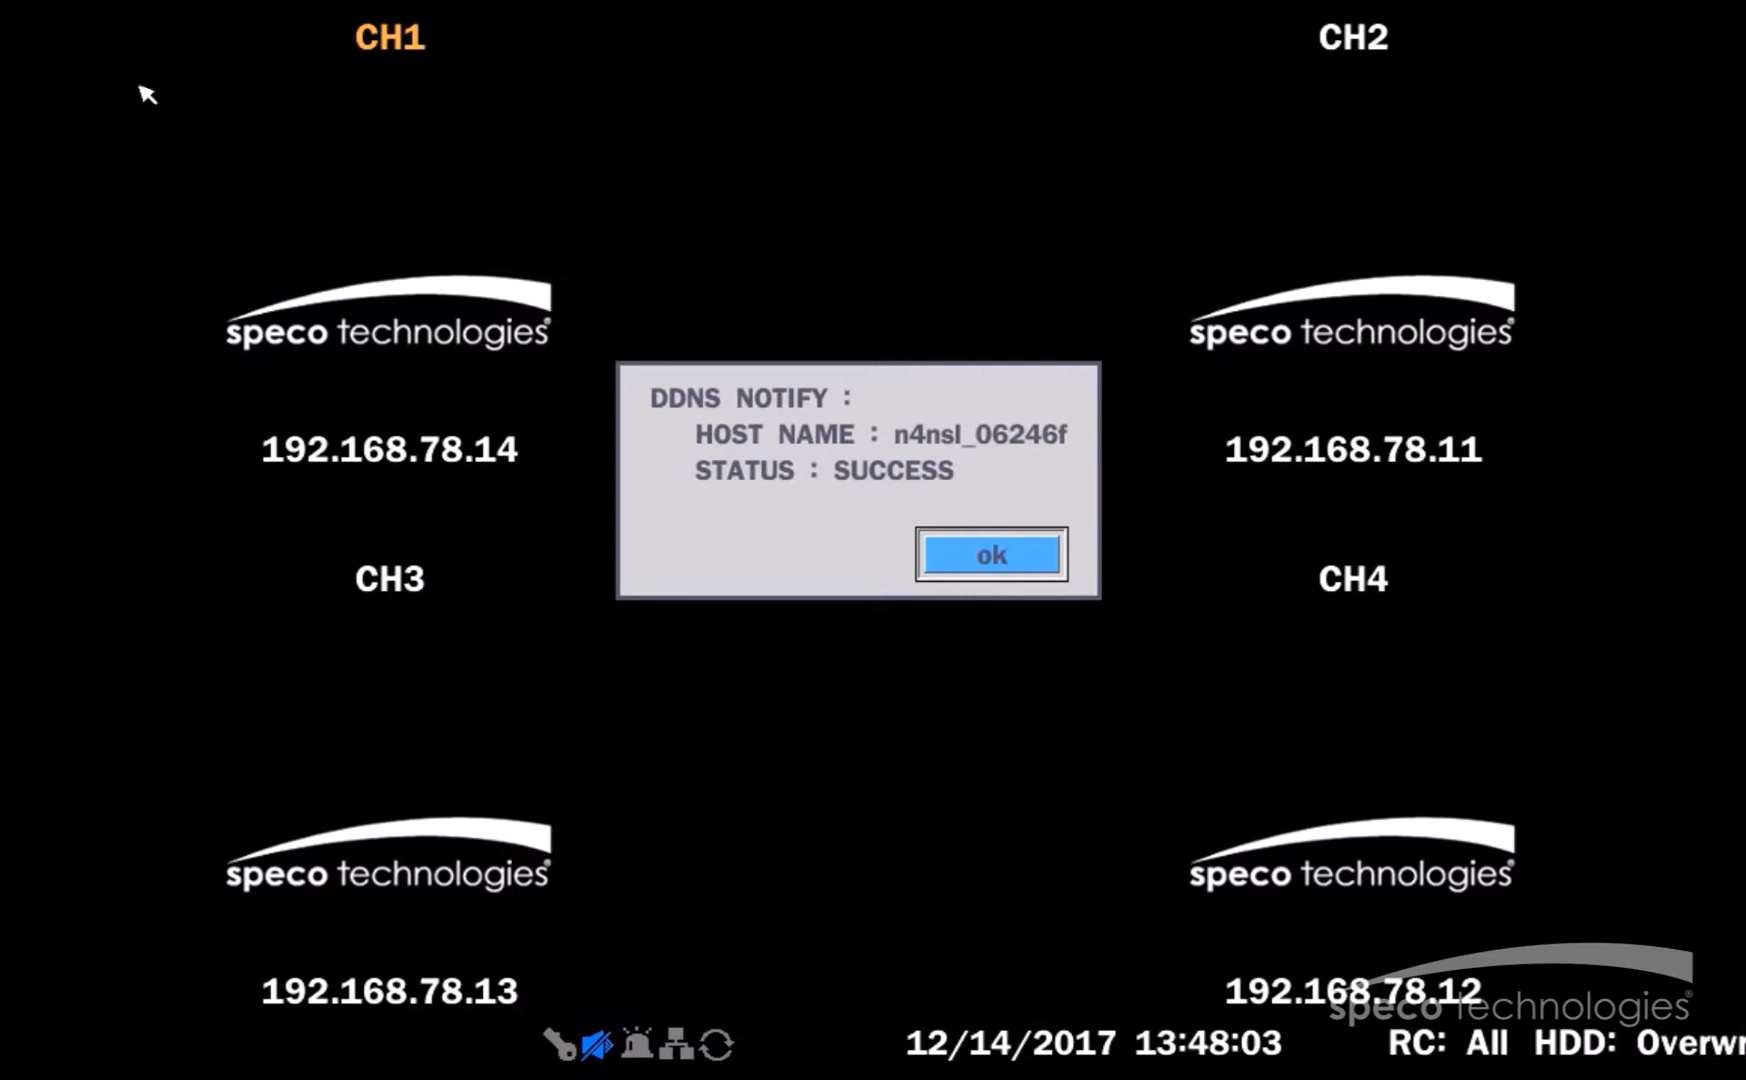 CH1
CH2
speco technologies®
speco technologies®
DDNS NOTIFY :
HOST NAME : n4nsl_06246f
STATUS : SUCCESS
ok
192.168.78.14
192.168.78.11
CH3
CH4
speco technologies®
speco technologies®
192.168.78.13
192.168.78.12
speco technologies®
12/14/2017 13:48:03
RC: All HDD: Overwr